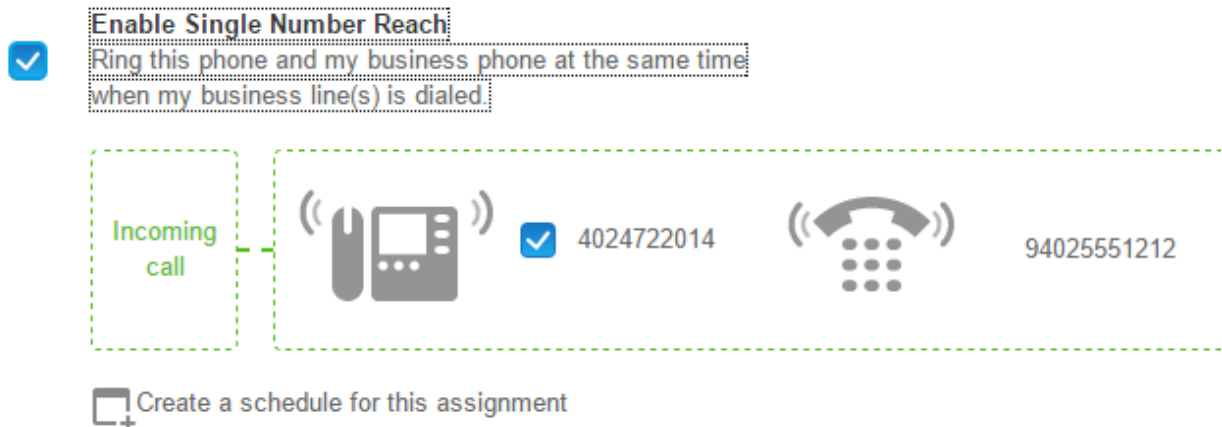 Enable Single Number Reach
Ring this phone and my business phone at the same time
when my business line(s) is dialed.
Incoming
call
4024722014
94025551212
Create a schedule for this assignment